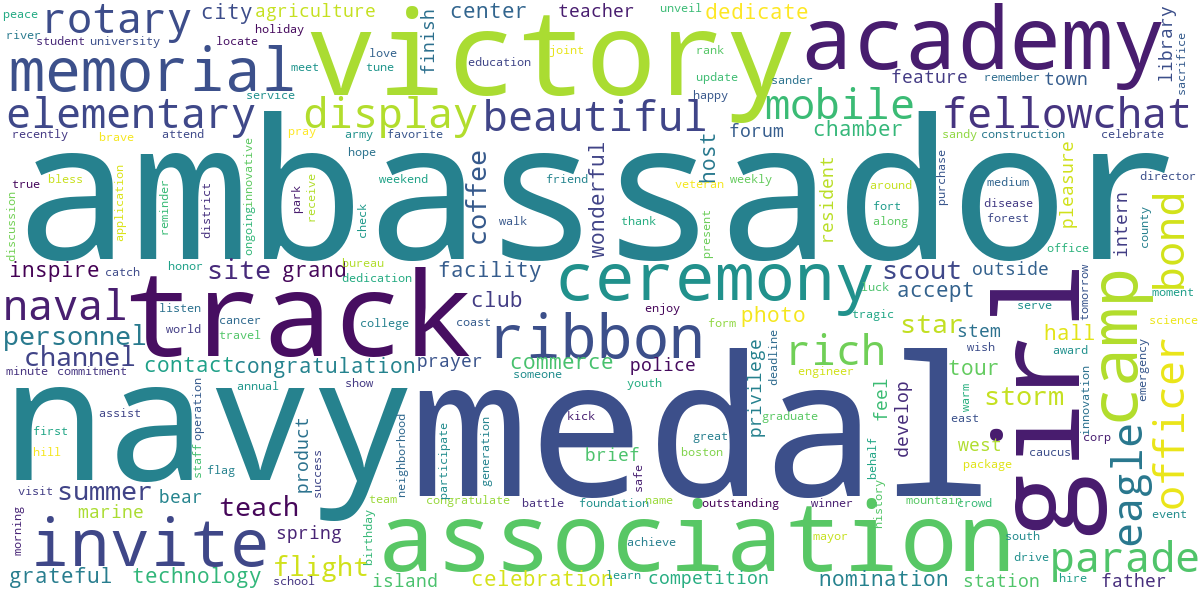 peace
rotary
city
agriculture
victory
finish
center
teacher
unveil
dedicate
academy
library
sacrifice
river
student
university
locate
holiday
love
tune
meet
education
joint
rank
update
sander
happy
feature
remember
town
memorial
service
elementary
display
beautiful
mobile
chamber
fellowchat
recently
brave
attend
pray
army
favorite
hope
forum
host
sandy
construction
celebrate
ambassador
true
bless
application
reminder
district
ongoing
innovative
park
receive
weekend
check
coffee
walk
friend
wonderful
thank
veteran
present
weekly
resident
around
fort
along
purchase
medium
disease
forest
pleasure
director
intern
county
bond
discussion
office
inspire
catch
honor
site
grand
bureau
dedication
facility
ceremony
luck
scout
accept
outside
tomorrow
serve
moment
camp
girl
naval
track
listen
world
cancer
travel
college
club
coast
enjoy
form
photo
tragic
star
stem
wish
hall
award
science
personnel
channel
minute
commitment
contact
congratulation
prayer
ribbon
commerce
someone
police
youth
privilege
deadline
rich
engineer
tour
storm
innovation
emergency
officer
navy
medal
annual
show
assist
first
hill
staff
operation
flag
product
success
neighborhood
participate
generation
kick
graduate
great
brief
boston
safe
feel
develop
behalf
history
warm
east
west
package
corp
caucus
eagle
visit
summer
bear
marine
teach
team
congratulate
battle
foundation
name
outstanding
winner
mountain
crowd
event
morning
invite
spring
birthday
association
achieve
mayor
south
drive
parade
grateful
technology
school
flight
island
celebration
learn
competition
nomination
station
hire
father